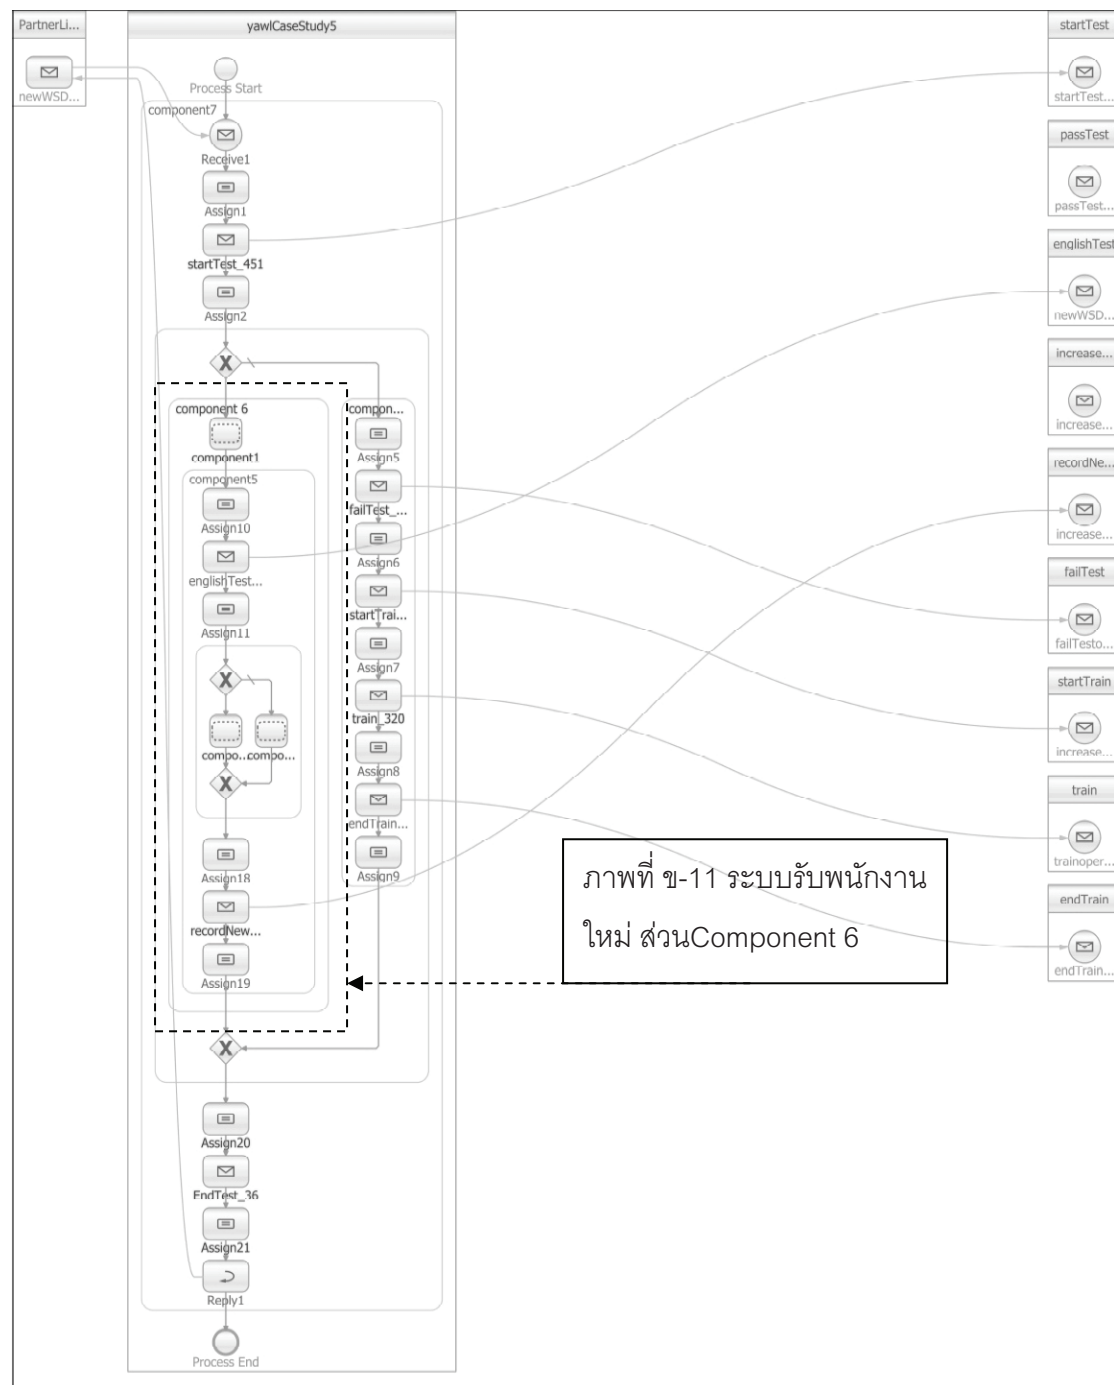 PartnerLi...
newWSD...
yawlCaseStudy5
Process Start
component7
Receive1
Assign1
startTest_451
Assign2
component 6
component1
component5
Assign10
englishTest...
Assign11
X
X
compo...
compo...
X
Assign18
recordNew...
Assign19
compon...
Assign5
failTest_...
Assign6
startTrai...
Assign7
train_320
Assign8
endTrain...
Assign9
X
Assign20
EndTest_36
Assign21
Reply1
Process End
ภาพที่ ข-11 ระบบรับพนักงาน
ใหม่ ส่วนComponent 6
startTest
startTest...
passTest
passTest...
englishTest
newWSD...
increase...
increase...
recordNe...
increase...
failTest
failTesto...
startTrain
increase...
train
trainoper...
endTrain
endTrain...